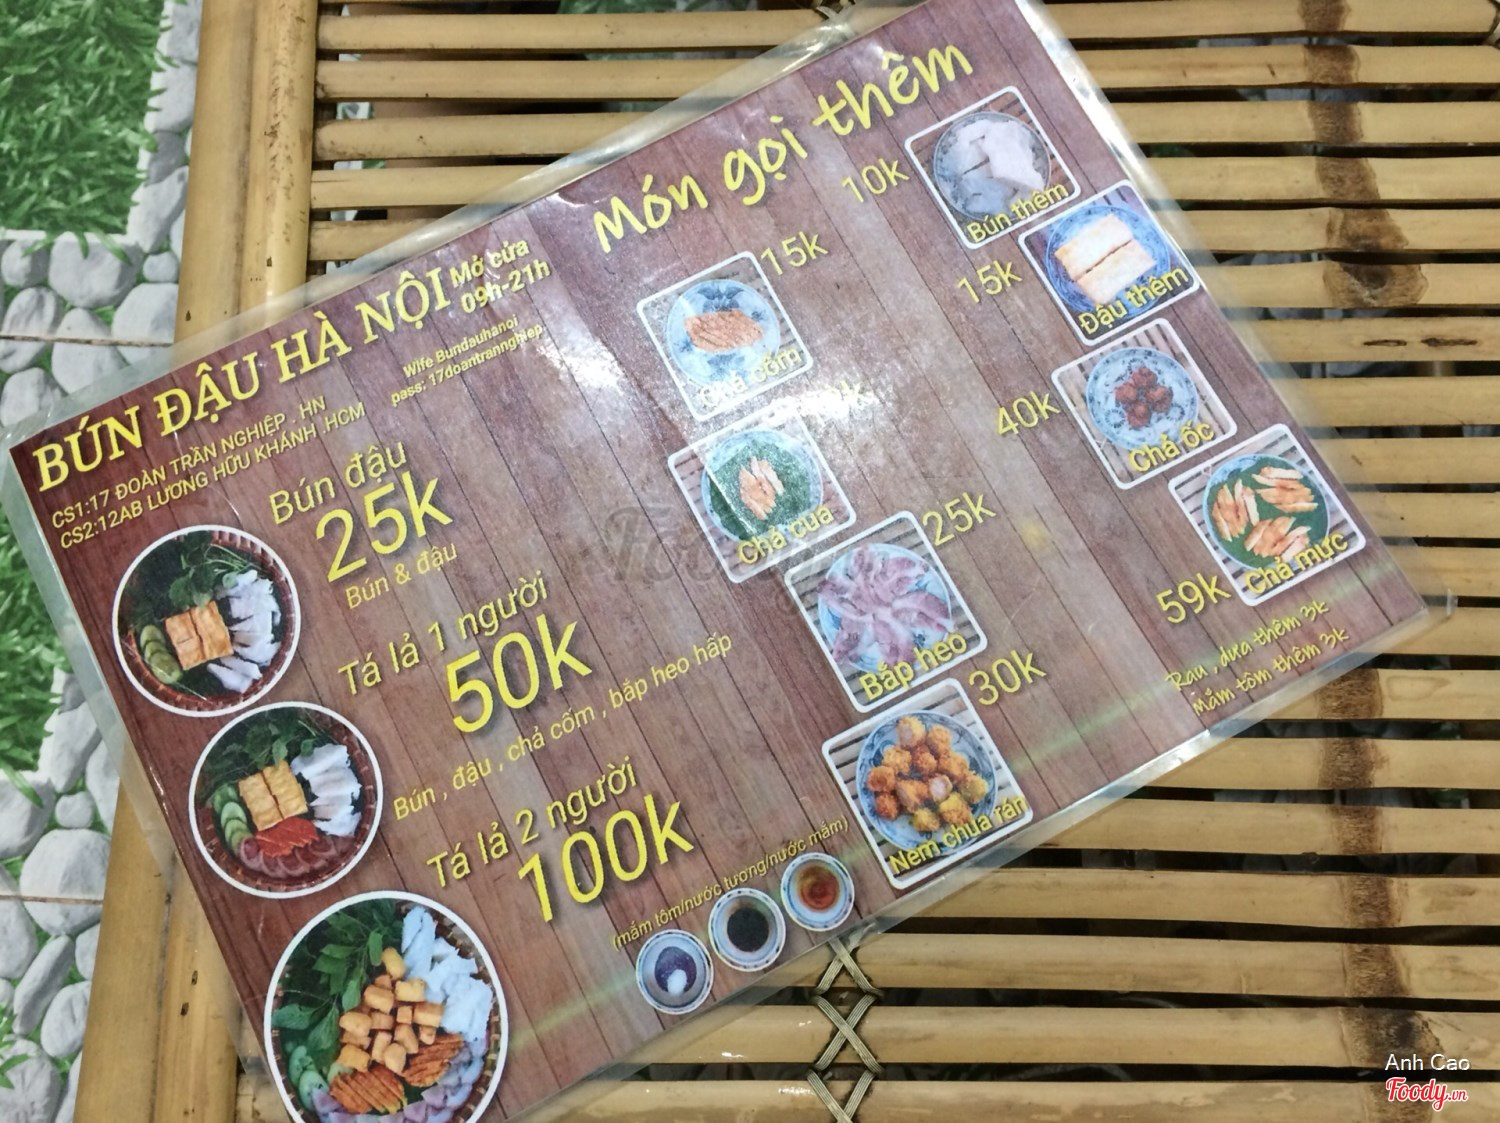 BÚN ĐẬU HÀ NỘI
Mở cửa
09h-21h
Wife Bundauhanoi
pass: 17doantrannghiep
CS1:17 ĐOÀN TRẦN NGHIỆP . HN
CS2:12AB LƯƠNG HỮU KHÁNH .HCM
Bún đậu
25k
Bún & đậu
Tá lả 1 người
50k
Bún , đậu , chả cốm , bắp heo hấp
Tá lả 2 người
100k
(mắm tôm/nước tương/nước mắm)
Món gọi thêm
15k
Chả cốm
Chả cua
25k
Bắp heo
30k
Nem chua rán
10k
Bún thêm
15k
Đậu thêm
40k
Chả ốc
59k
Chả mực
Rau , dưa thêm 3k
Mắm tôm thêm 3k
Foody
Anh Cao
Foody.vn